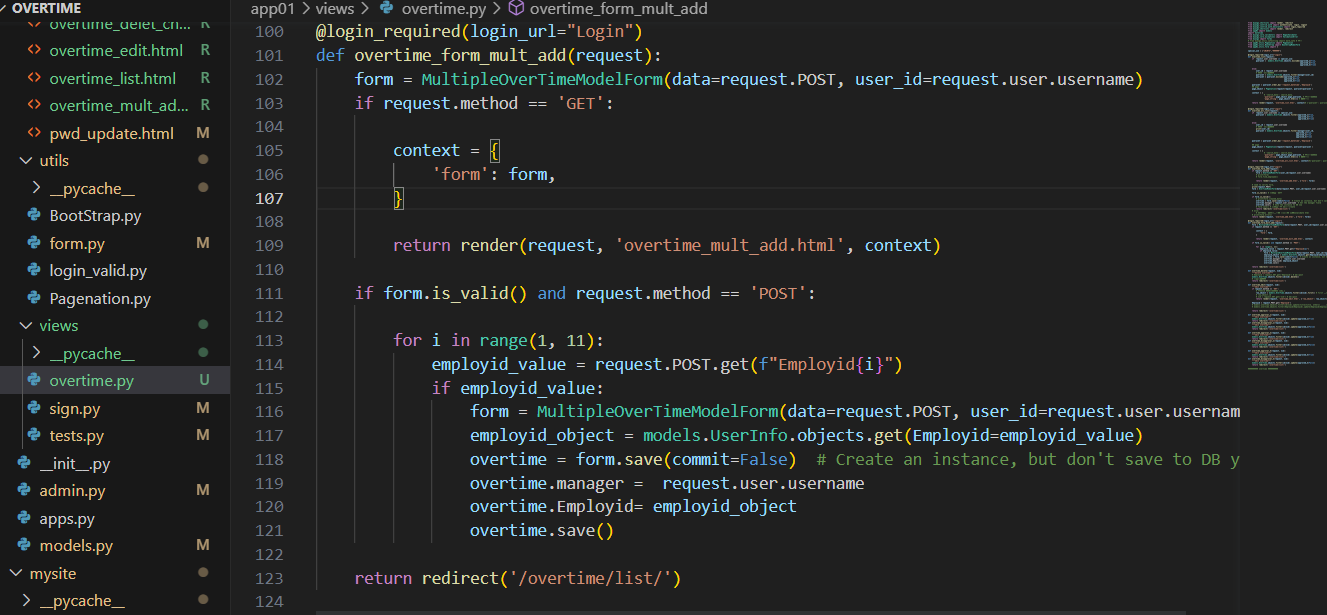 OVERTIME
overtime_delet_ch... R
overtime_edit.html R
overtime_list.html R
overtime_mult_ad... R
pwd_update.html M
utils
__pycache__
BootStrap.py
form.py M
login_valid.py
Pagenation.py
views
__pycache__
overtime.py U
sign.py M
tests.py M
__init__.py
admin.py M
apps.py
models.py M
mysite
__pycache__
app01 > views > overtime.py > overtime_form_mult_add
100 @login_required(login_url="Login")
101 def overtime_form_mult_add(request):
102     form = MultipleOverTimeModelForm(data=request.POST, user_id=request.user.username)
103     if request.method == 'GET':
104
105         context = {
106             'form': form,
107         }
108
109         return render(request, 'overtime_mult_add.html', context)
110
111     if form.is_valid() and request.method == 'POST':
112
113         for i in range(1, 11):
114             employid_value = request.POST.get(f"Employid{i}")
115             if employid_value:
116                 form = MultipleOverTimeModelForm(data=request.POST, user_id=request.user.usernam
117                 employid_object = models.UserInfo.objects.get(Employid=employid_value)
118                 overtime = form.save(commit=False)  # Create an instance, but don't save to DB y
119                 overtime.manager =  request.user.username
120                 overtime.Employid= employid_object
121                 overtime.save()
122
123     return redirect('/overtime/list/')
124